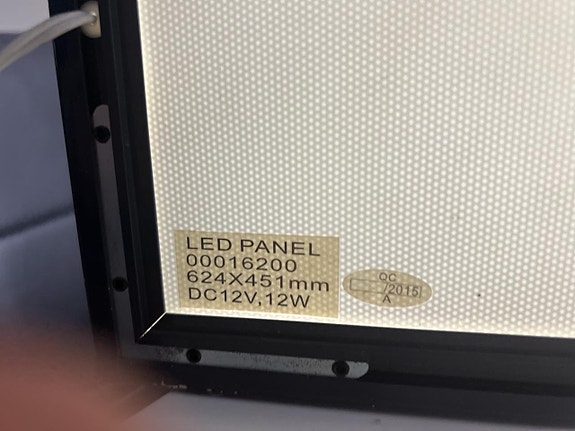 LED PANEL
00016200
624X451mm
DC12V,12W
QC
/2015
A